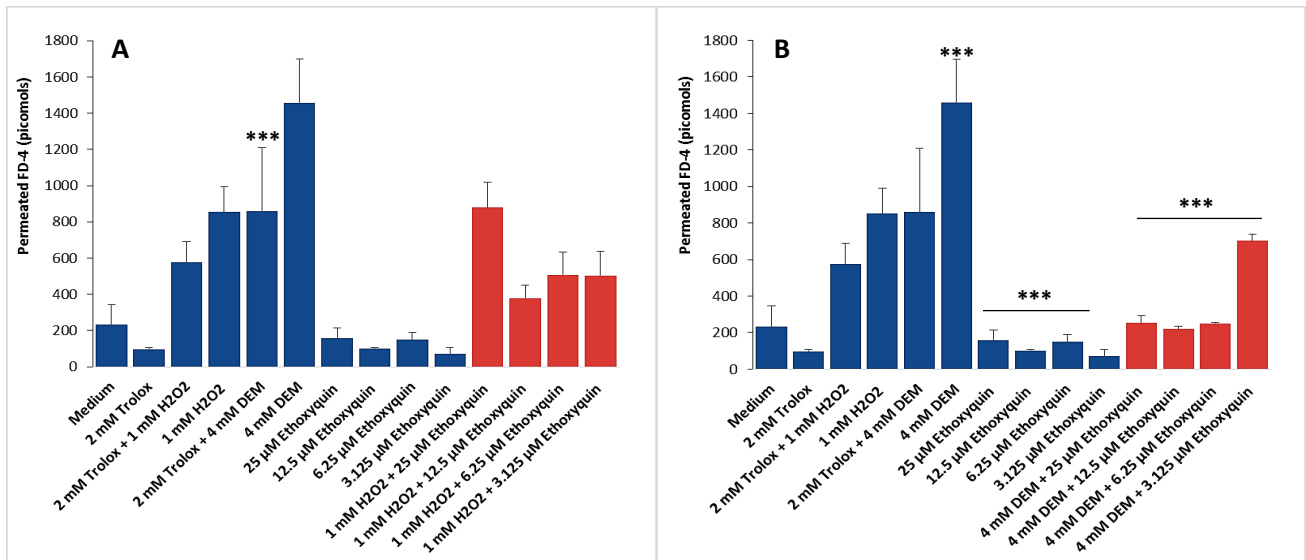 A
Permeated FD-4 (picomols)
1800
1600
1400
1200
1000
800
600
400
200
0
***
Medium
2 mM Trolox
2 mM Trolox + 1 mM H2O2
1 mM H2O2
2 mM Trolox + 4 mM DEM
4 mM DEM
25 µM Ethoxyquin
12.5 µM Ethoxyquin
6.25 µM Ethoxyquin
3.125 µM Ethoxyquin
1 mM H2O2 + 25 µM Ethoxyquin
1 mM H2O2 + 12.5 µM Ethoxyquin
1 mM H2O2 + 6.25 µM Ethoxyquin
1 mM H2O2 + 3.125 µM Ethoxyquin
B
Permeated FD-4 (picomols)
1800
1600
1400
1200
1000
800
600
400
200
0
***
***
***
Medium
2 mM Trolox
2 mM Trolox + 1 mM H2O2
1 mM H2O2
2 mM Trolox + 4 mM DEM
4 mM DEM
25 µM Ethoxyquin
12.5 µM Ethoxyquin
6.25 µM Ethoxyquin
3.125 µM Ethoxyquin
4 mM DEM + 25 µM Ethoxyquin
4 mM DEM + 12.5 µM Ethoxyquin
4 mM DEM + 6.25 µM Ethoxyquin
4 mM DEM + 3.125 µM Ethoxyquin